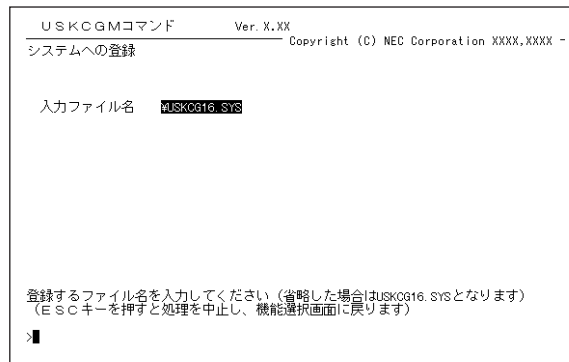 USKCGMコマンド Ver. X.XX
Copyright (C) NEC Corporation XXXX,XXXX -
システムへの登録
入力ファイル名 ¥USKCG16.SYS
登録するファイル名を入力してください（省略した場合はUSKCG16.SYSとなります）
（ESCキーを押すと処理を中止し、機能選択画面に戻ります）
>